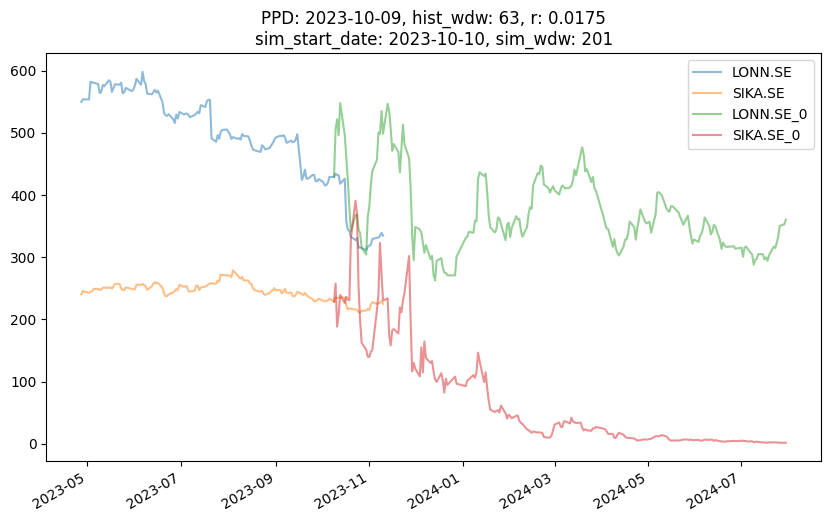 PPD: 2023-10-09, hist_wdw: 63, r: 0.0175
sim_start_date: 2023-10-10, sim_wdw: 201
LONN.SE
SIKA.SE
LONN.SE_0
SIKA.SE_0
600
500
400
300
200
100
0
2023-05
2023-07
2023-09
2023-11
2024-01
2024-03
2024-05
2024-07